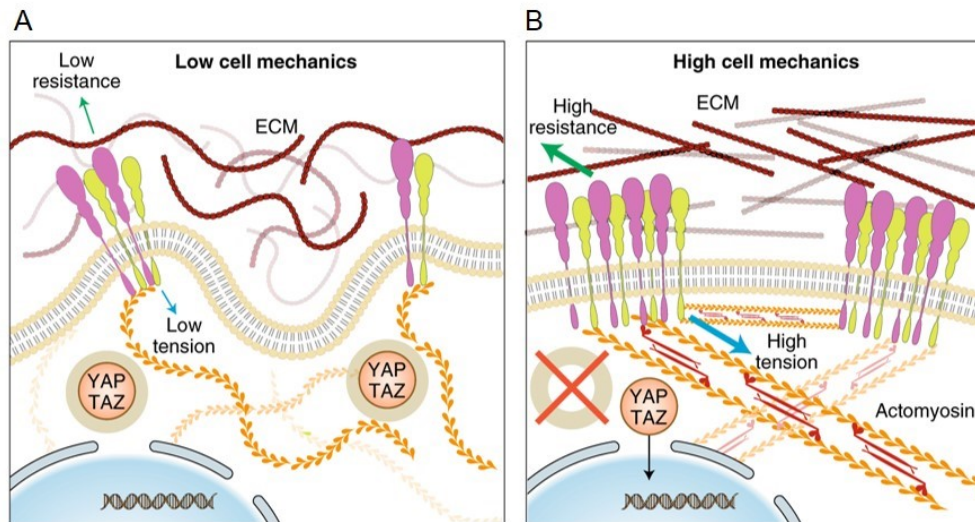 A
Low cell mechanics
Low
resistance
ECM
Low
tension
YAP
TAZ
YAP
TAZ
B
High cell mechanics
High
resistance
ECM
High
tension
YAP
TAZ
Actomyosin